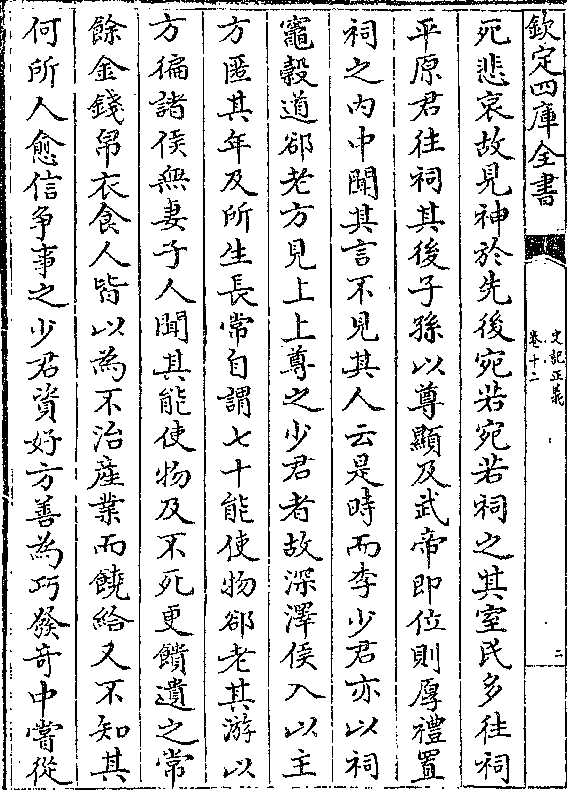 欽定四庫全書
史記正義
卷十二
二
死悲哀故見神於先後宛若宛若祠之其室民多往祠
平原君往祠其後子孫以尊顯及武帝即位則厚禮置
祠之内中聞其言不見其人云是時而李少君亦以祠
竈榖道郤老方見上上尊之少君者故深澤侯入以主
方匿其年及所生長常自謂七十能使物郤老其游以
方徧諸侯無妻子人聞其能使物及不死更饋遺之常
餘金錢帛衣食人皆以為不治産業而饒給又不知其
何所人愈信爭事之少君資好方善為巧發奇中嘗從